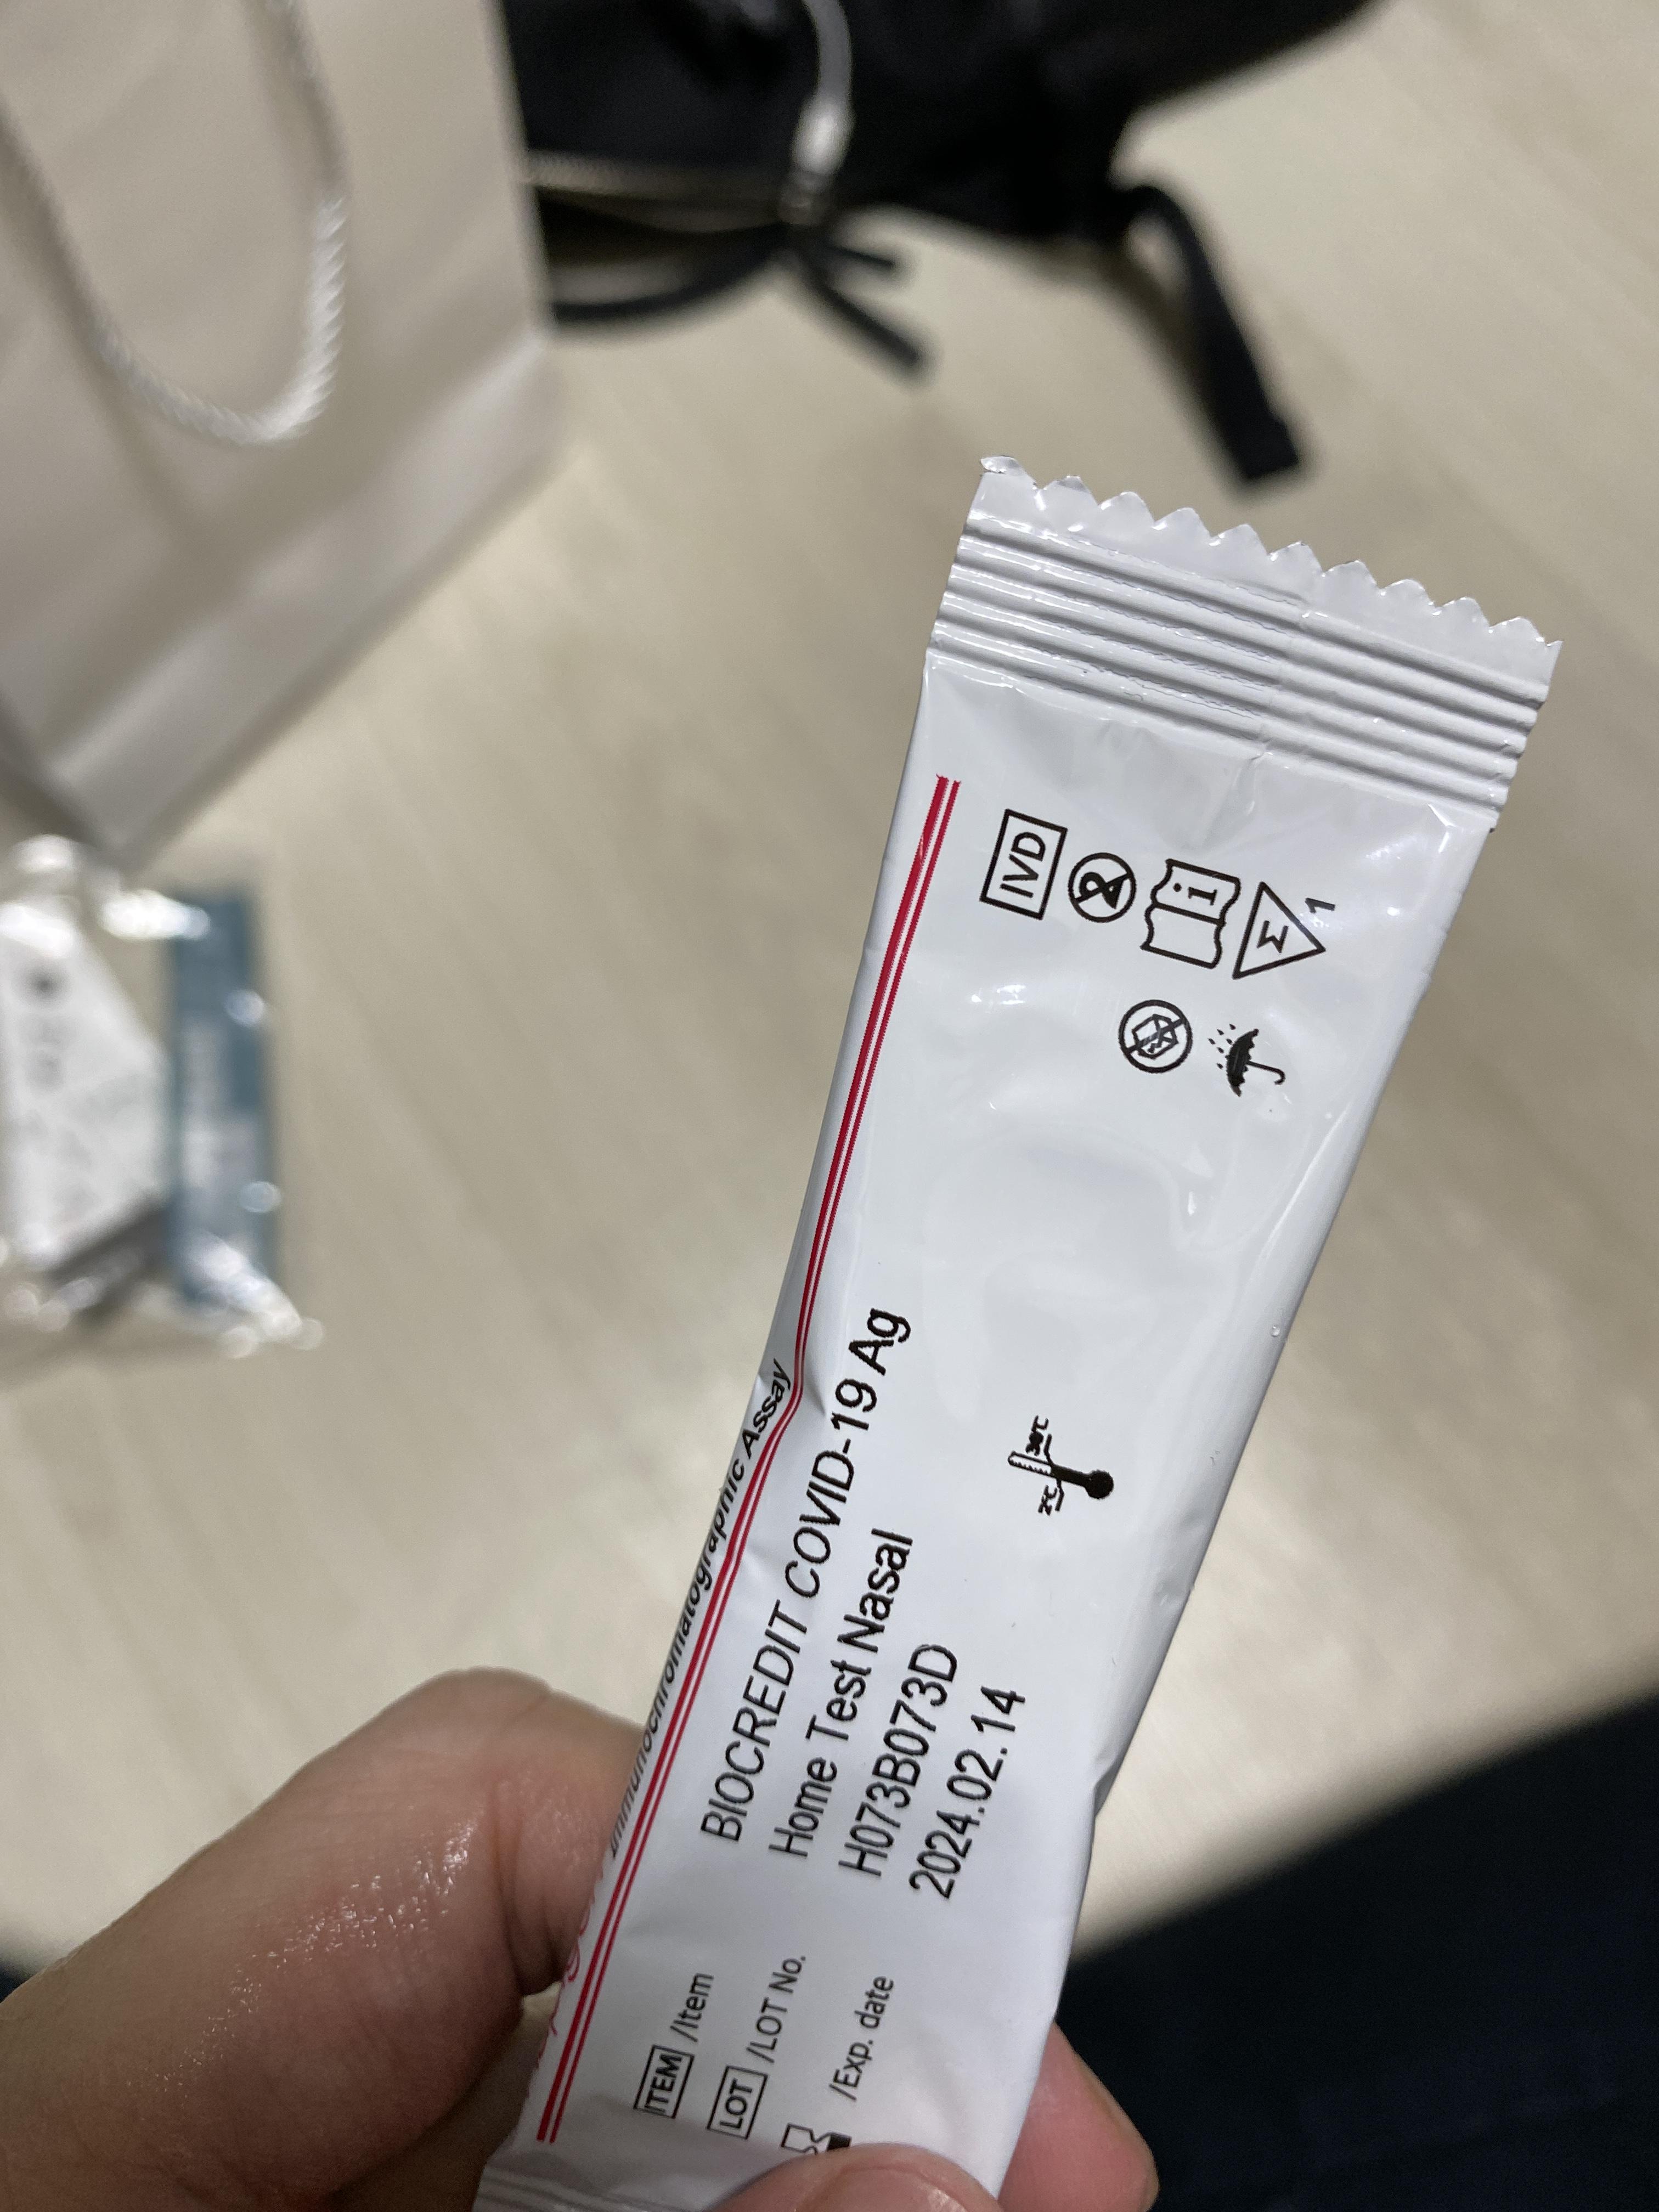 Immunochromatographic Assay
IVD
2
i
Σ 1
2℃ 30℃
ITEM /Item BIOCREDIT COVID-19 Ag
Home Test Nasal
LOT /LOT No. H073B073D
/Exp. date 2024.02.14